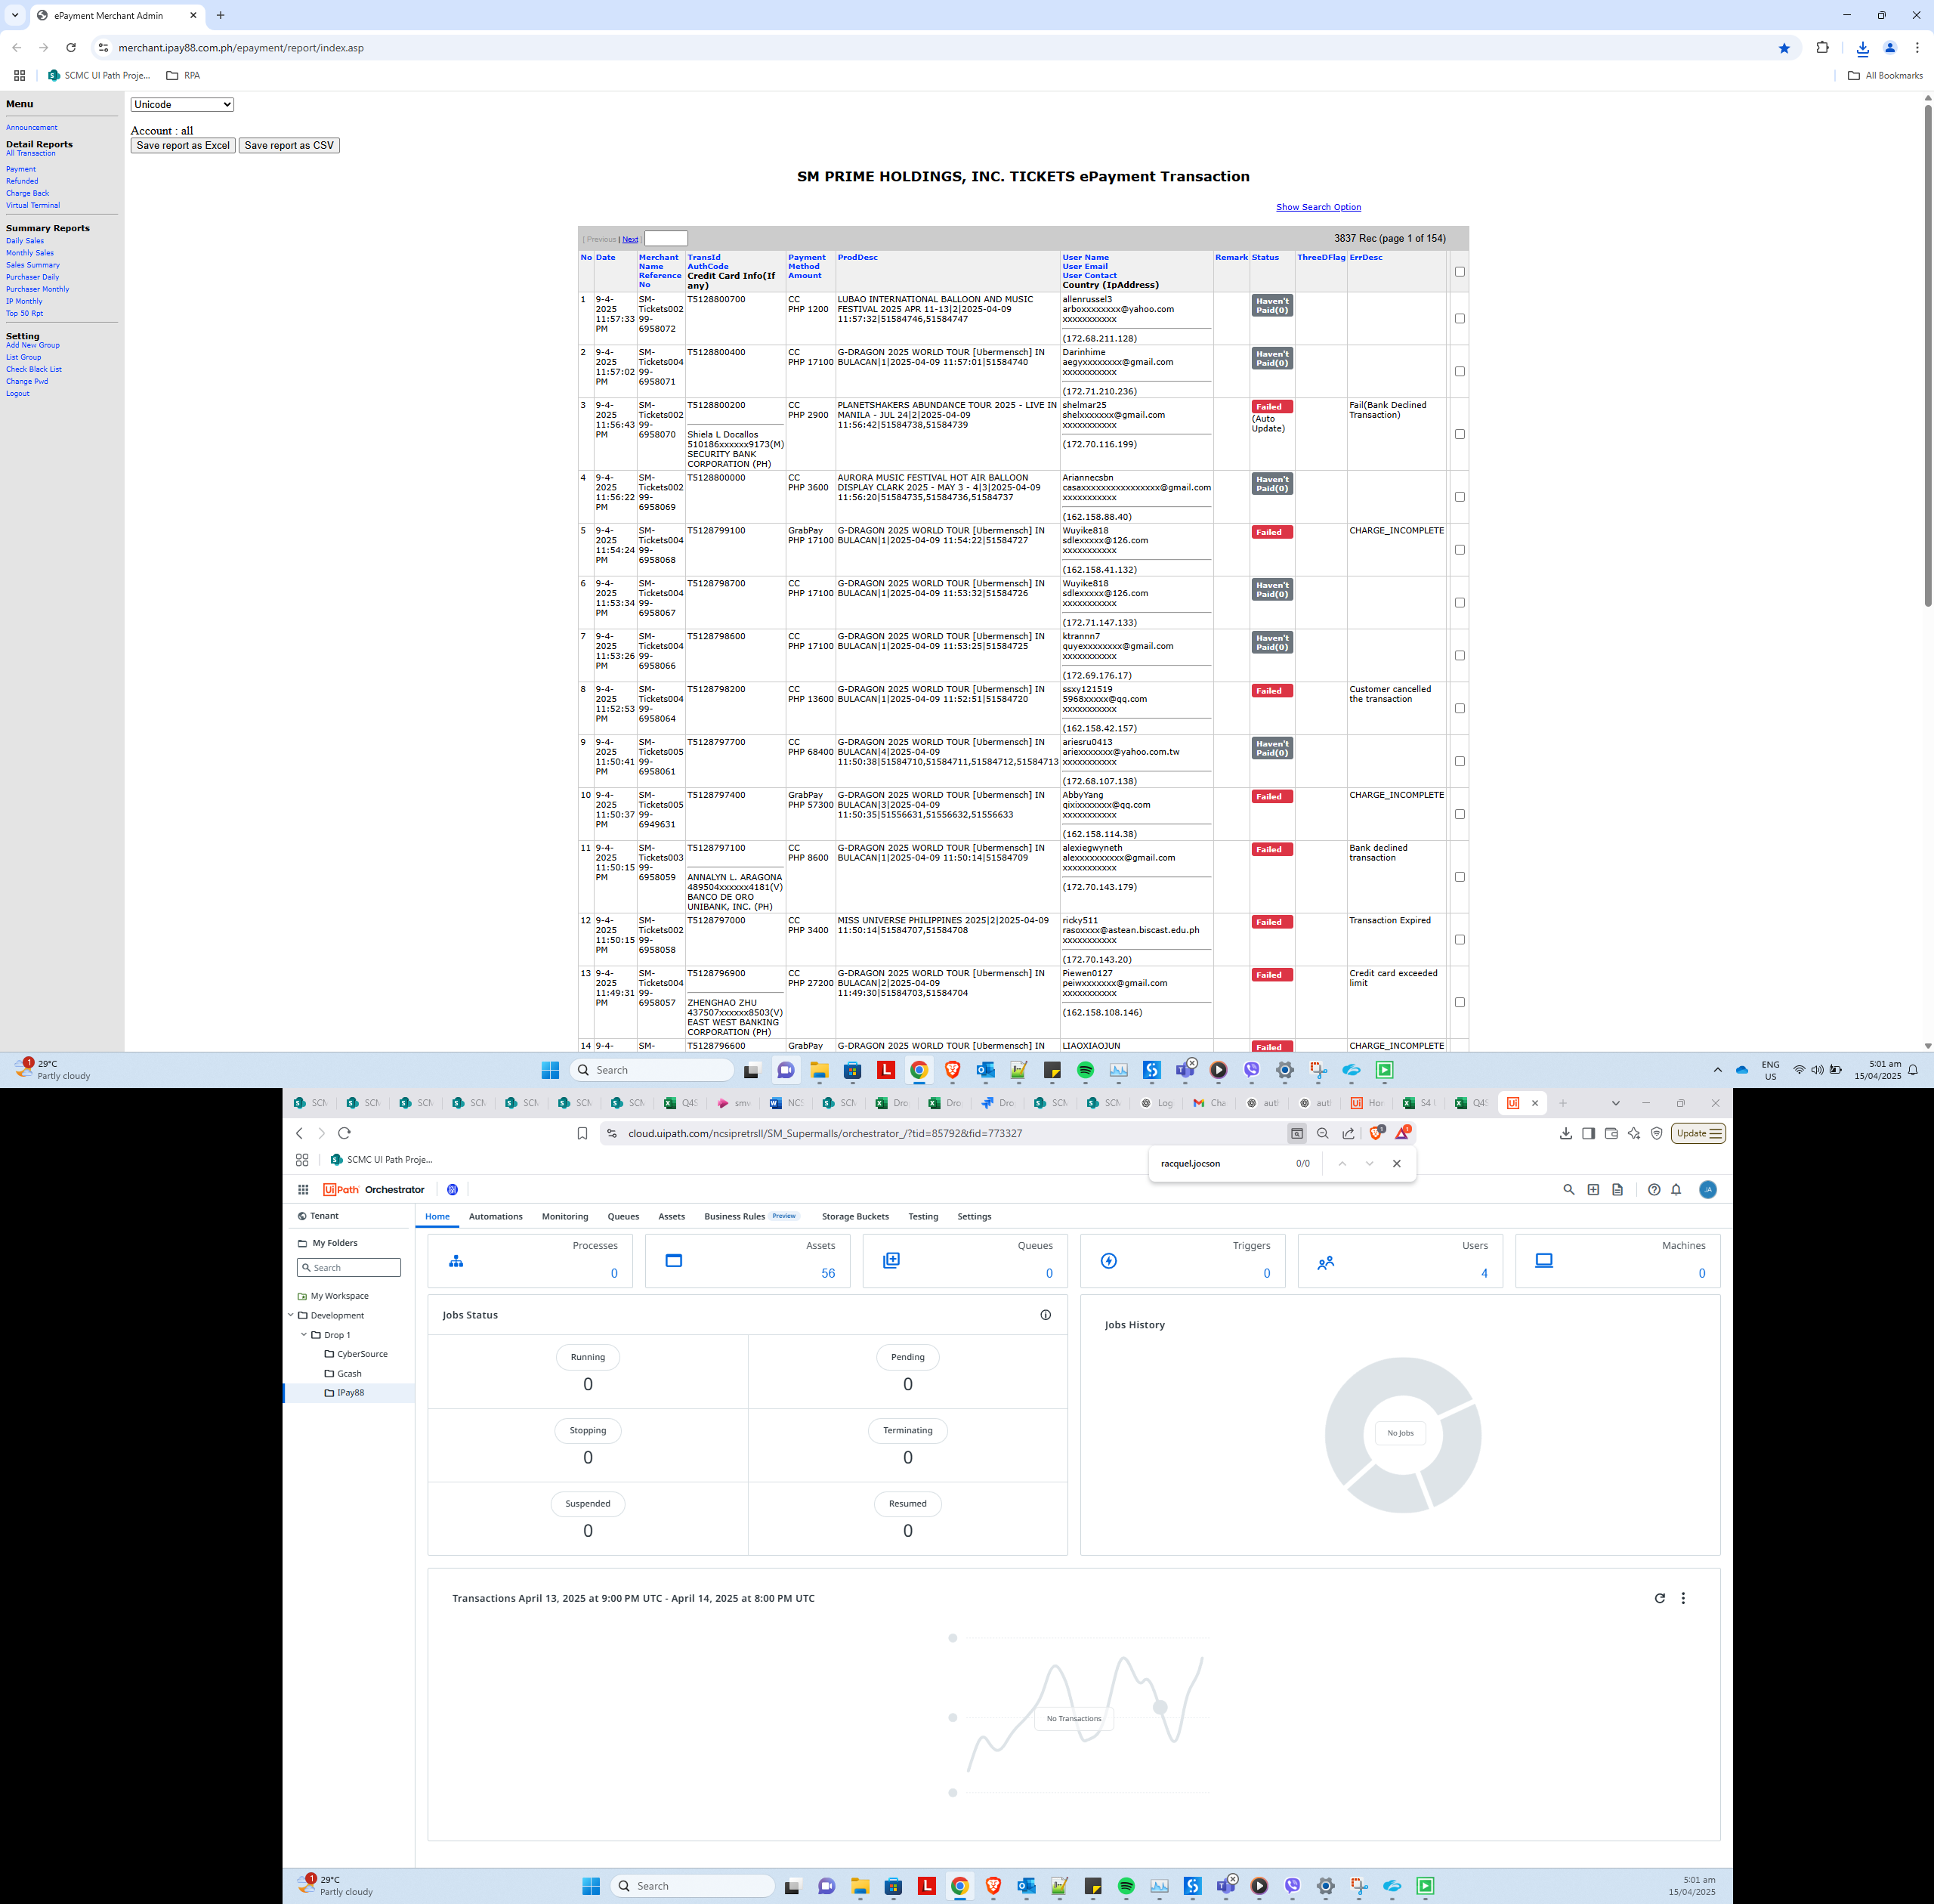 ePayment Merchant Admin
merchant.ipay88.com.ph/epayment/report/index.asp
SCMC UI Path Proje...
RPA
All Bookmarks
Menu
Announcement
Detail Reports
All Transaction
Payment
Refunded
Charge Back
Virtual Terminal
Summary Reports
Daily Sales
Monthly Sales
Sales Summary
Purchaser Daily
Purchaser Monthly
IP Monthly
Top 50 Rpt
Setting
Add New Group
List Group
Check Black List
Change Pwd
Logout
Unicode
Account : all
Save report as Excel Save report as CSV
SM PRIME HOLDINGS, INC. TICKETS ePayment Transaction
Show Search Option
[ Previous | Next ]
3837 Rec (page 1 of 154)
No
Date
Merchant Name Reference No
TransId AuthCode Credit Card Info(If any)
Payment Method Amount
ProdDesc
User Name User Email User Contact Country (IpAddress)
Remark
Status
ThreeDFlag
ErrDesc
1
9-4-2025 11:57:33 PM
SM-Tickets002 99-6958072
T5128800700
CC PHP 1200
LUBAO INTERNATIONAL BALLOON AND MUSIC FESTIVAL 2025 APR 11-13|2|2025-04-09 11:57:32|51584746,51584747
allenrussel3
arboxxxxxxxx@yahoo.com
xxxxxxxxxxx
(172.68.211.128)
Haven't Paid(0)
2
9-4-2025 11:57:02 PM
SM-Tickets004 99-6958071
T5128800400
CC PHP 17100
G-DRAGON 2025 WORLD TOUR [Ubermensch] IN BULACAN|1|2025-04-09 11:57:01|51584740
Darinhime
aegyxxxxxxxx@gmail.com
xxxxxxxxxxx
(172.71.210.236)
Haven't Paid(0)
3
9-4-2025 11:56:43 PM
SM-Tickets002 99-6958070
T5128800200
Shiela L Docallos
510186xxxxxx9173(M)
SECURITY BANK CORPORATION (PH)
CC PHP 2900
PLANETSHAKERS ABUNDANCE TOUR 2025 - LIVE IN MANILA - JUL 24|2|2025-04-09 11:56:42|51584738,51584739
shelmar25
shelxxxxxxx@gmail.com
xxxxxxxxxxx
(172.70.116.199)
Failed (Auto Update)
Fail(Bank Declined Transaction)
4
9-4-2025 11:56:22 PM
SM-Tickets002 99-6958069
T5128800000
CC PHP 3600
AURORA MUSIC FESTIVAL HOT AIR BALLOON DISPLAY CLARK 2025 - MAY 3 - 4|3|2025-04-09 11:56:20|51584735,51584736,51584737
Ariannecsbn
casaxxxxxxxxxxxxxxxx@gmail.com
xxxxxxxxxxx
(162.158.88.40)
Haven't Paid(0)
5
9-4-2025 11:54:24 PM
SM-Tickets004 99-6958068
T5128799100
GrabPay PHP 17100
G-DRAGON 2025 WORLD TOUR [Ubermensch] IN BULACAN|1|2025-04-09 11:54:22|51584727
Wuyike818
sdlexxxxx@126.com
xxxxxxxxxxx
(162.158.41.132)
Failed
CHARGE_INCOMPLETE
6
9-4-2025 11:53:34 PM
SM-Tickets004 99-6958067
T5128798700
CC PHP 17100
G-DRAGON 2025 WORLD TOUR [Ubermensch] IN BULACAN|1|2025-04-09 11:53:32|51584726
Wuyike818
sdlexxxxx@126.com
xxxxxxxxxxx
(172.71.147.133)
Haven't Paid(0)
7
9-4-2025 11:53:26 PM
SM-Tickets004 99-6958066
T5128798600
CC PHP 17100
G-DRAGON 2025 WORLD TOUR [Ubermensch] IN BULACAN|1|2025-04-09 11:53:25|51584725
ktrannn7
quyexxxxxxxx@gmail.com
xxxxxxxxxxx
(172.69.176.17)
Haven't Paid(0)
8
9-4-2025 11:52:53 PM
SM-Tickets004 99-6958064
T5128798200
CC PHP 13600
G-DRAGON 2025 WORLD TOUR [Ubermensch] IN BULACAN|1|2025-04-09 11:52:51|51584720
ssxy121519
5968xxxxx@qq.com
xxxxxxxxxxx
(162.158.42.157)
Failed
Customer cancelled the transaction
9
9-4-2025 11:50:41 PM
SM-Tickets005 99-6958061
T5128797700
CC PHP 68400
G-DRAGON 2025 WORLD TOUR [Ubermensch] IN BULACAN|4|2025-04-09 11:50:38|51584710,51584711,51584712,51584713
ariesru0413
ariexxxxxxx@yahoo.com.tw
xxxxxxxxxxx
(172.68.107.138)
Haven't Paid(0)
10
9-4-2025 11:50:37 PM
SM-Tickets005 99-6949631
T5128797400
GrabPay PHP 57300
G-DRAGON 2025 WORLD TOUR [Ubermensch] IN BULACAN|3|2025-04-09 11:50:35|51556631,51556632,51556633
AbbyYang
qixixxxxxxx@qq.com
xxxxxxxxxxx
(162.158.114.38)
Failed
CHARGE_INCOMPLETE
11
9-4-2025 11:50:15 PM
SM-Tickets003 99-6958059
T5128797100
ANNALYN L. ARAGONA
489504xxxxxx4181(V)
BANCO DE ORO UNIBANK, INC. (PH)
CC PHP 8600
G-DRAGON 2025 WORLD TOUR [Ubermensch] IN BULACAN|1|2025-04-09 11:50:14|51584709
alexiegwyneth
alexxxxxxxxxxx@gmail.com
xxxxxxxxxxx
(172.70.143.179)
Failed
Bank declined transaction
12
9-4-2025 11:50:15 PM
SM-Tickets002 99-6958058
T5128797000
CC PHP 3400
MISS UNIVERSE PHILIPPINES 2025|2|2025-04-09 11:50:14|51584707,51584708
ricky511
rasoxxxx@astean.biscast.edu.ph
xxxxxxxxxxx
(172.70.143.20)
Failed
Transaction Expired
13
9-4-2025 11:49:31 PM
SM-Tickets004 99-6958057
T5128796900
ZHENGHAO ZHU
437507xxxxxx8503(V)
EAST WEST BANKING CORPORATION (PH)
CC PHP 27200
G-DRAGON 2025 WORLD TOUR [Ubermensch] IN BULACAN|2|2025-04-09 11:49:30|51584703,51584704
Piewen0127
peiwxxxxxxx@gmail.com
xxxxxxxxxxx
(162.158.108.146)
Failed
Credit card exceeded limit
14
9-4-
SM-
T5128796600
GrabPay
G-DRAGON 2025 WORLD TOUR [Ubermensch] IN
LIAOXIAOJUN
Failed
CHARGE_INCOMPLETE
1
29°C
Partly cloudy
Search
ENG US
5:01 am
15/04/2025
SCM SCM SCM SCM SCM SCM SCM Q4S smv NCS SCM Dro Dro Dro SCM SCM Log Cha aut aut Hor S4 Q4S
cloud.uipath.com/ncsipretrsll/SM_Supermalls/orchestrator_/?tid=85792&fid=773327
Update
SCMC UI Path Proje...
racquel.jocson 0/0
UiPath Orchestrator
JA
Tenant
My Folders
Search
My Workspace
Development
Drop 1
CyberSource
Gcash
IPay88
Home Automations Monitoring Queues Assets Business Rules Preview Storage Buckets Testing Settings
Processes 0
Assets 56
Queues 0
Triggers 0
Users 4
Machines 0
Jobs Status
Running 0
Pending 0
Stopping 0
Terminating 0
Suspended 0
Resumed 0
Jobs History
No Jobs
Transactions April 13, 2025 at 9:00 PM UTC - April 14, 2025 at 8:00 PM UTC
No Transactions
1
29°C
Partly cloudy
Search
5:01 am
15/04/2025